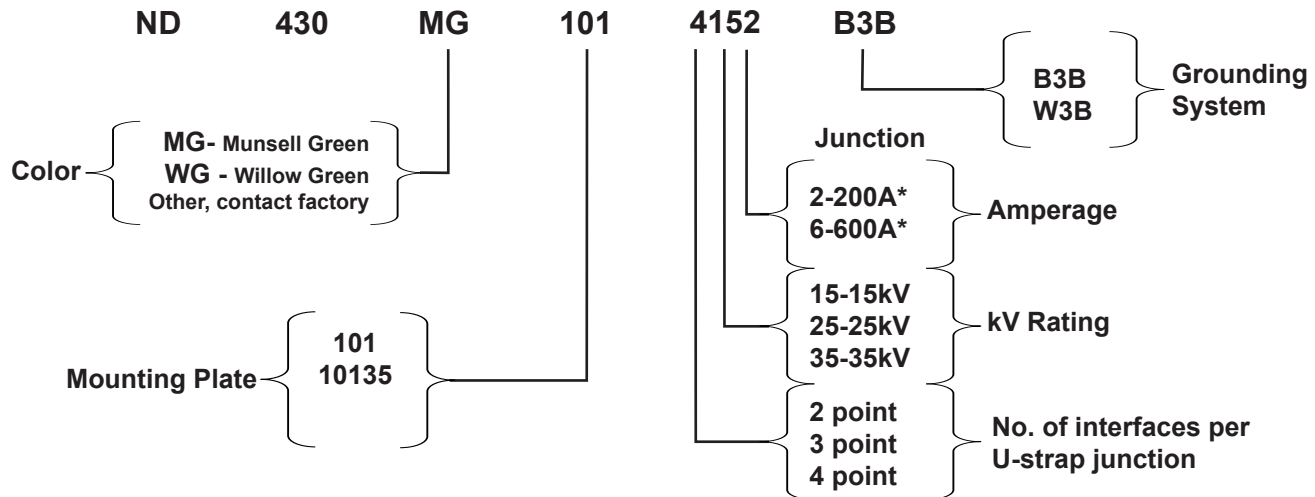 ND 430 MG 101 4152 B3B
B3B
W3B
Grounding
System
Color
MG- Munsell Green
WG - Willow Green
Other, contact factory
Junction
2-200A*
6-600A*
Amperage
15-15kV
25-25kV
35-35kV
kV Rating
Mounting Plate
101
10135
2 point
3 point
4 point
No. of interfaces per
U-strap junction